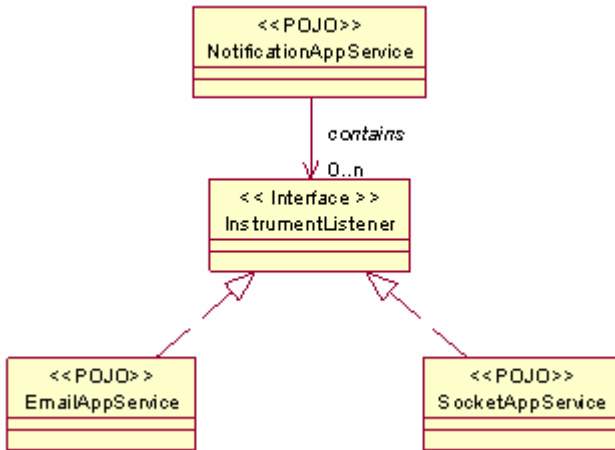 <<POJO>>
NotificationAppService
contains
0..n
<< Interface >>
InstrumentListener
<<POJO>>
EmailAppService
<<POJO>>
SocketAppService